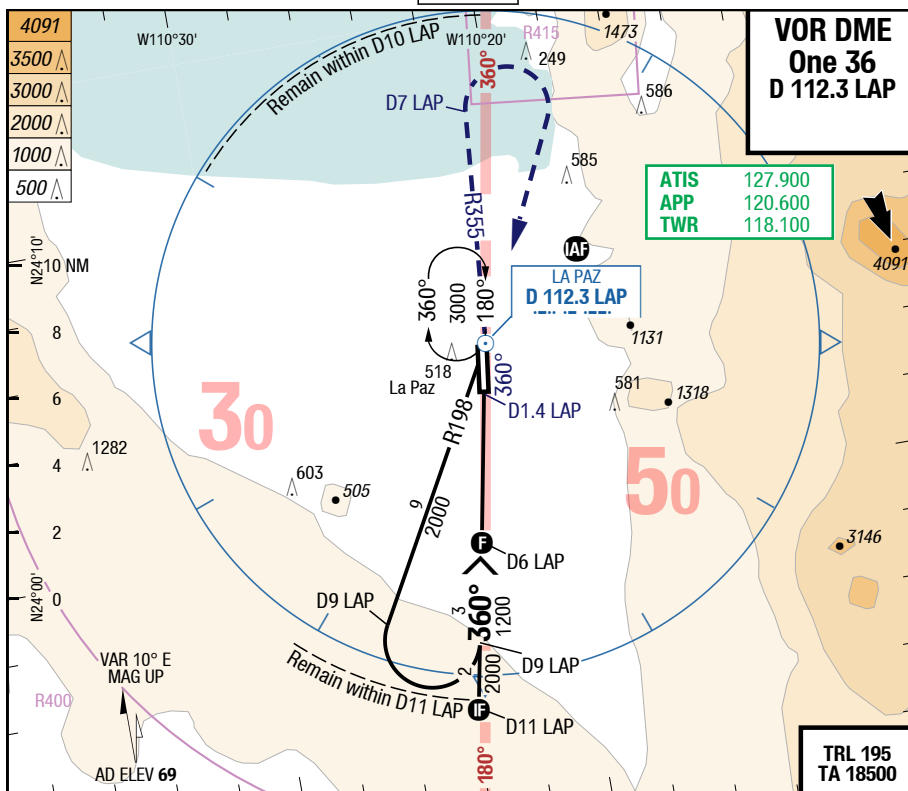 4091
3500
3000
2000
1000
500
W110°30'
W110°20'
R415
1473
249
586
Remain within D10 LAP
360°
D7 LAP
585
VOR DME
One 36
D 112.3 LAP
ATIS 127.900
APP 120.600
TWR 118.100
4091
R355
IAF
LA PAZ
D 112.3 LAP
N24°10'
10 NM
8
6
4
2
0
N24°00'
360°
3000
180°
518
La Paz
360°
D1.4 LAP
1131
581
1318
30
50
R198
9
2000
1282
603
505
F
D6 LAP
3146
D9 LAP
3
360°
1200
D9 LAP
2
2000
Remain within D11 LAP
IF
D11 LAP
VAR 10° E
MAG UP
R400
AD ELEV 69
180°
TRL 195
TA 18500